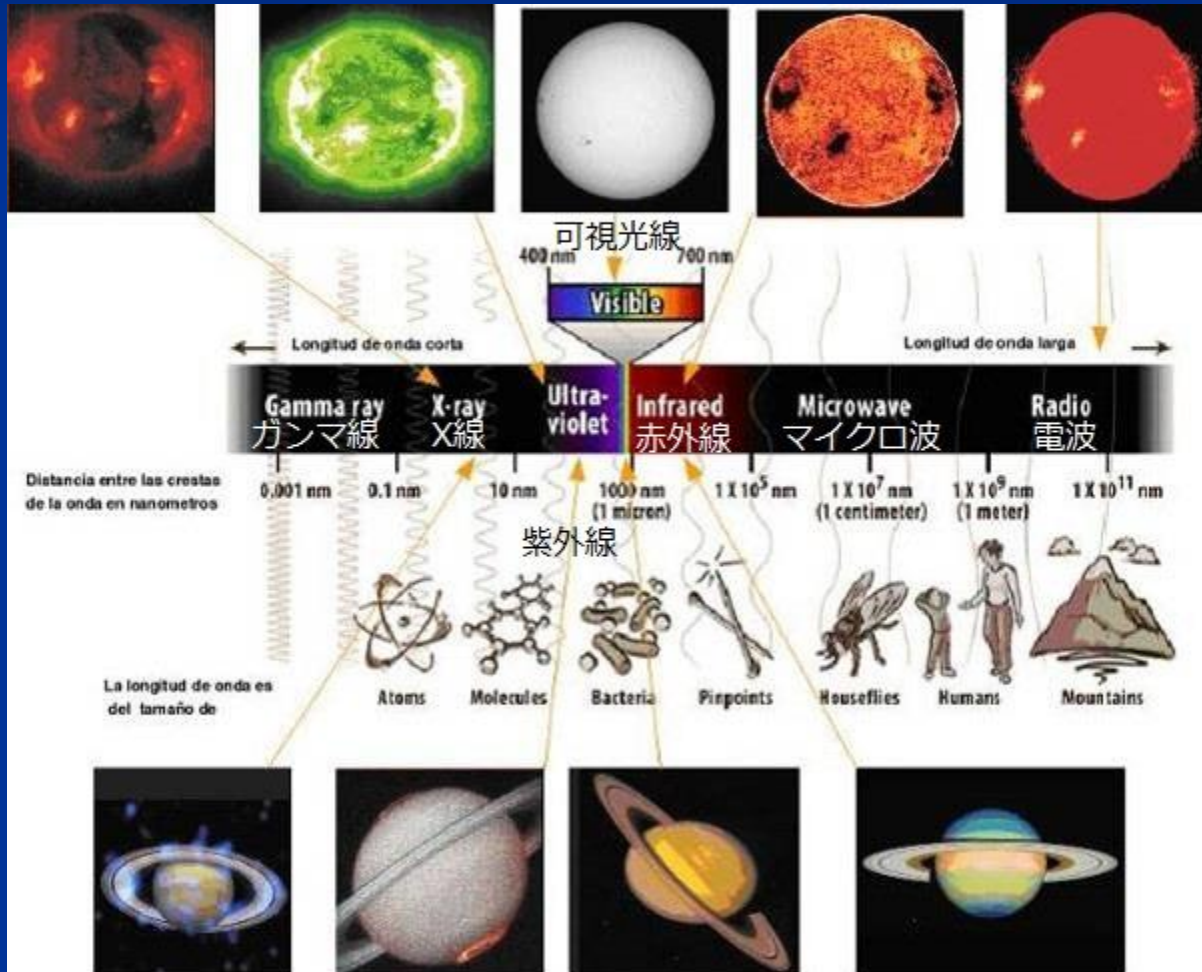 可視光線
400 nm 700 nm
Visible
Longitud de onda corta
Longitud de onda larga
Gamma ray
ガンマ線
X-ray
X線
Ultra-
violet
Infrared
赤外線
Microwave
マイクロ波
Radio
電波
Distancia entre las crestas
de la onda en nanometros
0.001 nm
0.1 nm
10 nm
1000 nm
(1 micron)
1 X 10⁵ nm
1 X 10⁷ nm
(1 centimeter)
1 X 10⁹ nm
(1 meter)
1 X 10¹¹ nm
紫外線
La longitud de onda es
del tamaño de
Atoms
Molecules
Bacteria
Pinpoints
Houseflies
Humans
Mountains